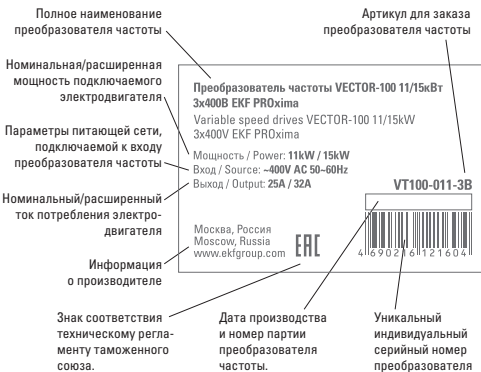 Полное наименование
преобразователя частоты
Артикул для заказа
преобразователя частоты
Номинальная/расширенная
мощность подключаемого
электродвигателя
Параметры питающей сети,
подключаемой к входу
преобразователя частоты
Номинальный/расширенный
ток потребления электро-
двигателя
Информация
о производителе
Преобразователь частоты VECTOR-100 11/15кВт
3х400В EKF PROxima
Variable speed drives VECTOR-100 11/15kW
3x400V EKF PROxima
Мощность / Power: 11kW / 15kW
Вход / Source: ~400V AC 50~60Hz
Выход / Output: 25A / 32A
VT100-011-3B
Москва, Россия
Moscow, Russia
www.ekfgroup.com
EAC
4 690216 121604
Знак соответствия
техническому регла-
менту таможенного
союза.
Дата производства
и номер партии
преобразователя
частоты.
Уникальный
индивидуальный
серийный номер
преобразователя